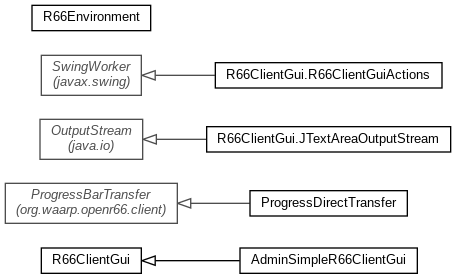 R66Environment
SwingWorker
(javax.swing)
R66ClientGui.R66ClientGuiActions
OutputStream
(java.io)
R66ClientGui.JTextAreaOutputStream
ProgressBarTransfer
(org.waarp.openr66.client)
ProgressDirectTransfer
R66ClientGui
AdminSimpleR66ClientGui